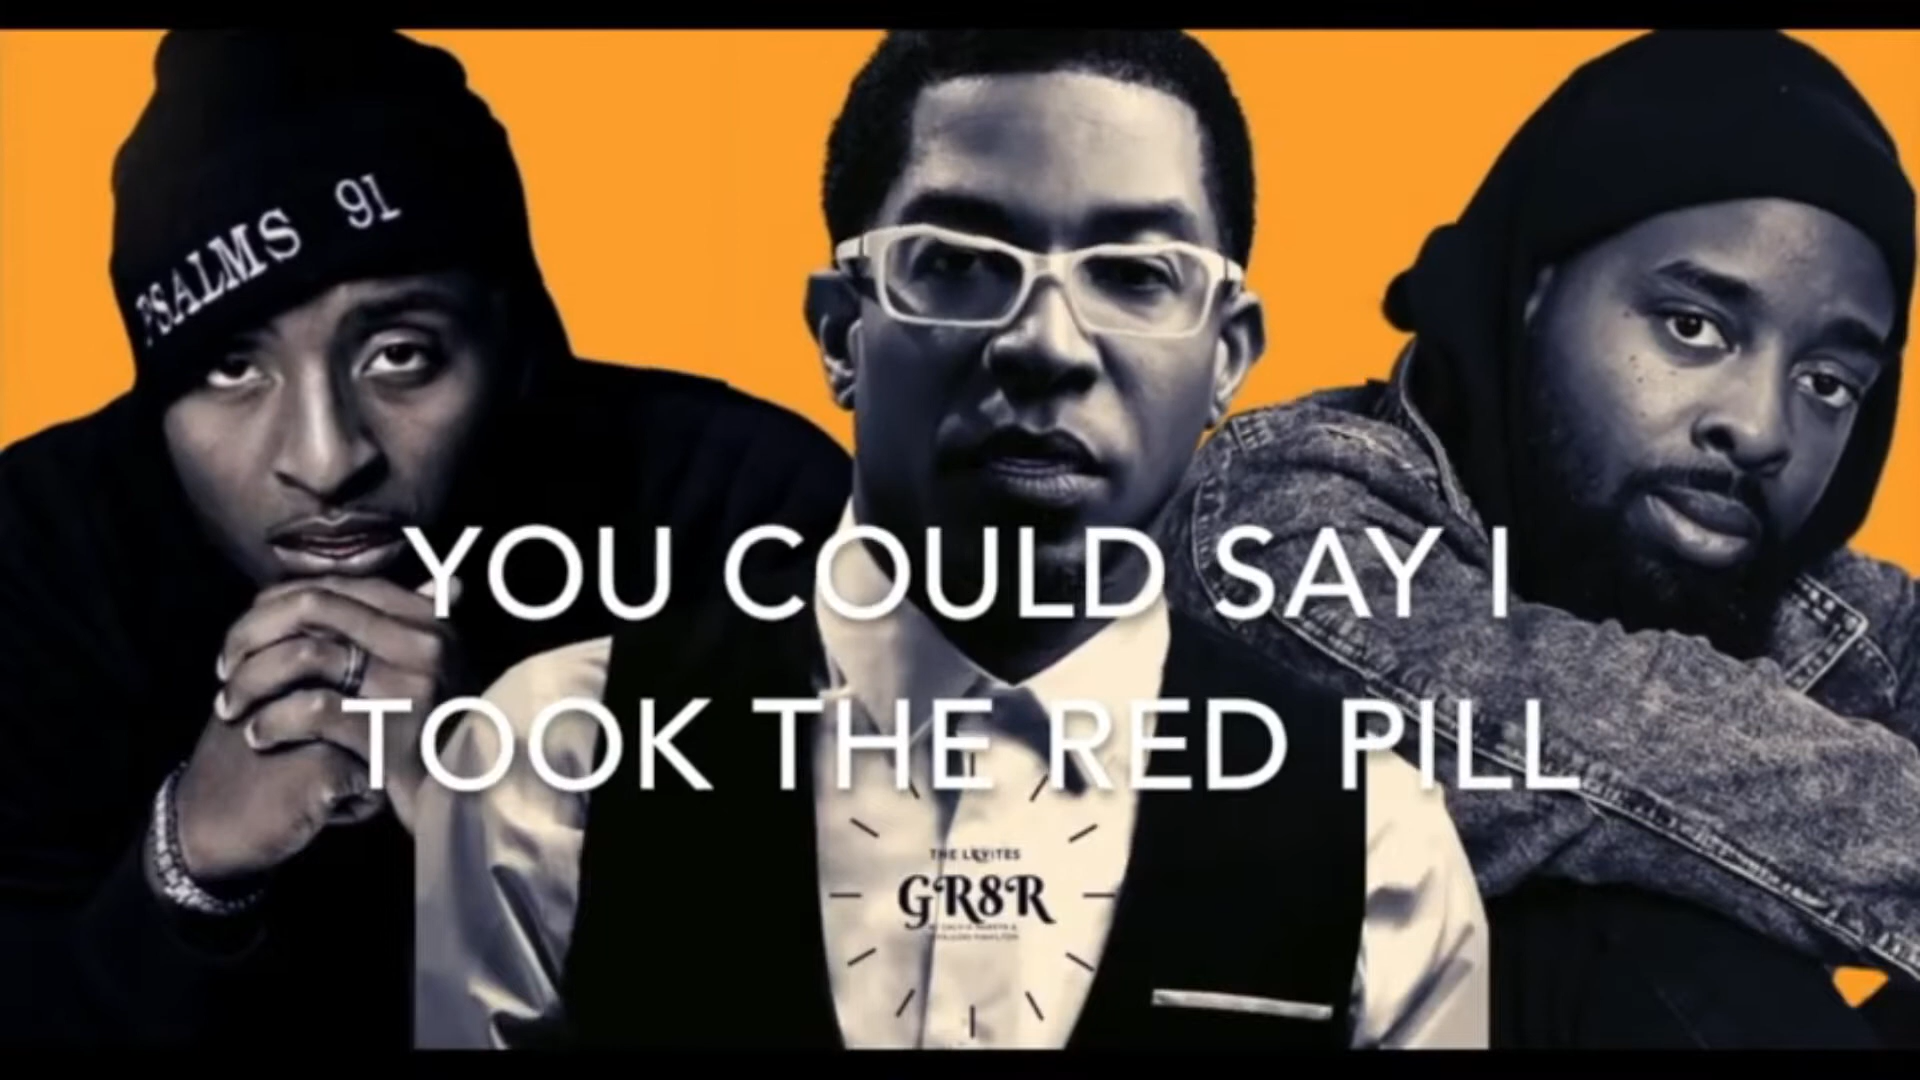 PSALMS 91
YOU COULD SAY I
TOOK THE RED PILL
THE LEVITES
GR8R